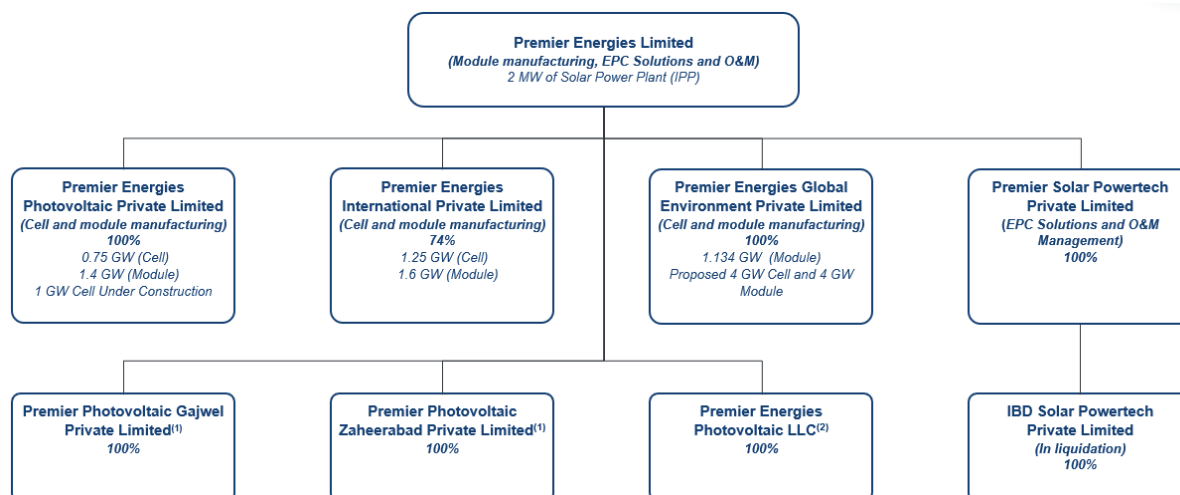 Premier Energies Limited
(Module manufacturing, EPC Solutions and O&M)
2 MW of Solar Power Plant (IPP)
Premier Energies
Photovoltaic Private Limited
(Cell and module manufacturing)
100%
0.75 GW (Cell)
1.4 GW (Module)
1 GW Cell Under Construction
Premier Energies
International Private Limited
(Cell and module manufacturing)
74%
1.25 GW (Cell)
1.6 GW (Module)
Premier Energies Global
Environment Private Limited
(Cell and module manufacturing)
100%
1.134 GW (Module)
Proposed 4 GW Cell and 4 GW
Module
Premier Solar Powertech
Private Limited
(EPC Solutions and O&M
Management)
100%
Premier Photovoltaic Gajwel
Private Limited(1)
100%
Premier Photovoltaic
Zaheerabad Private Limited(1)
100%
Premier Energies
Photovoltaic LLC(2)
100%
IBD Solar Powertech
Private Limited
(In liquidation)
100%